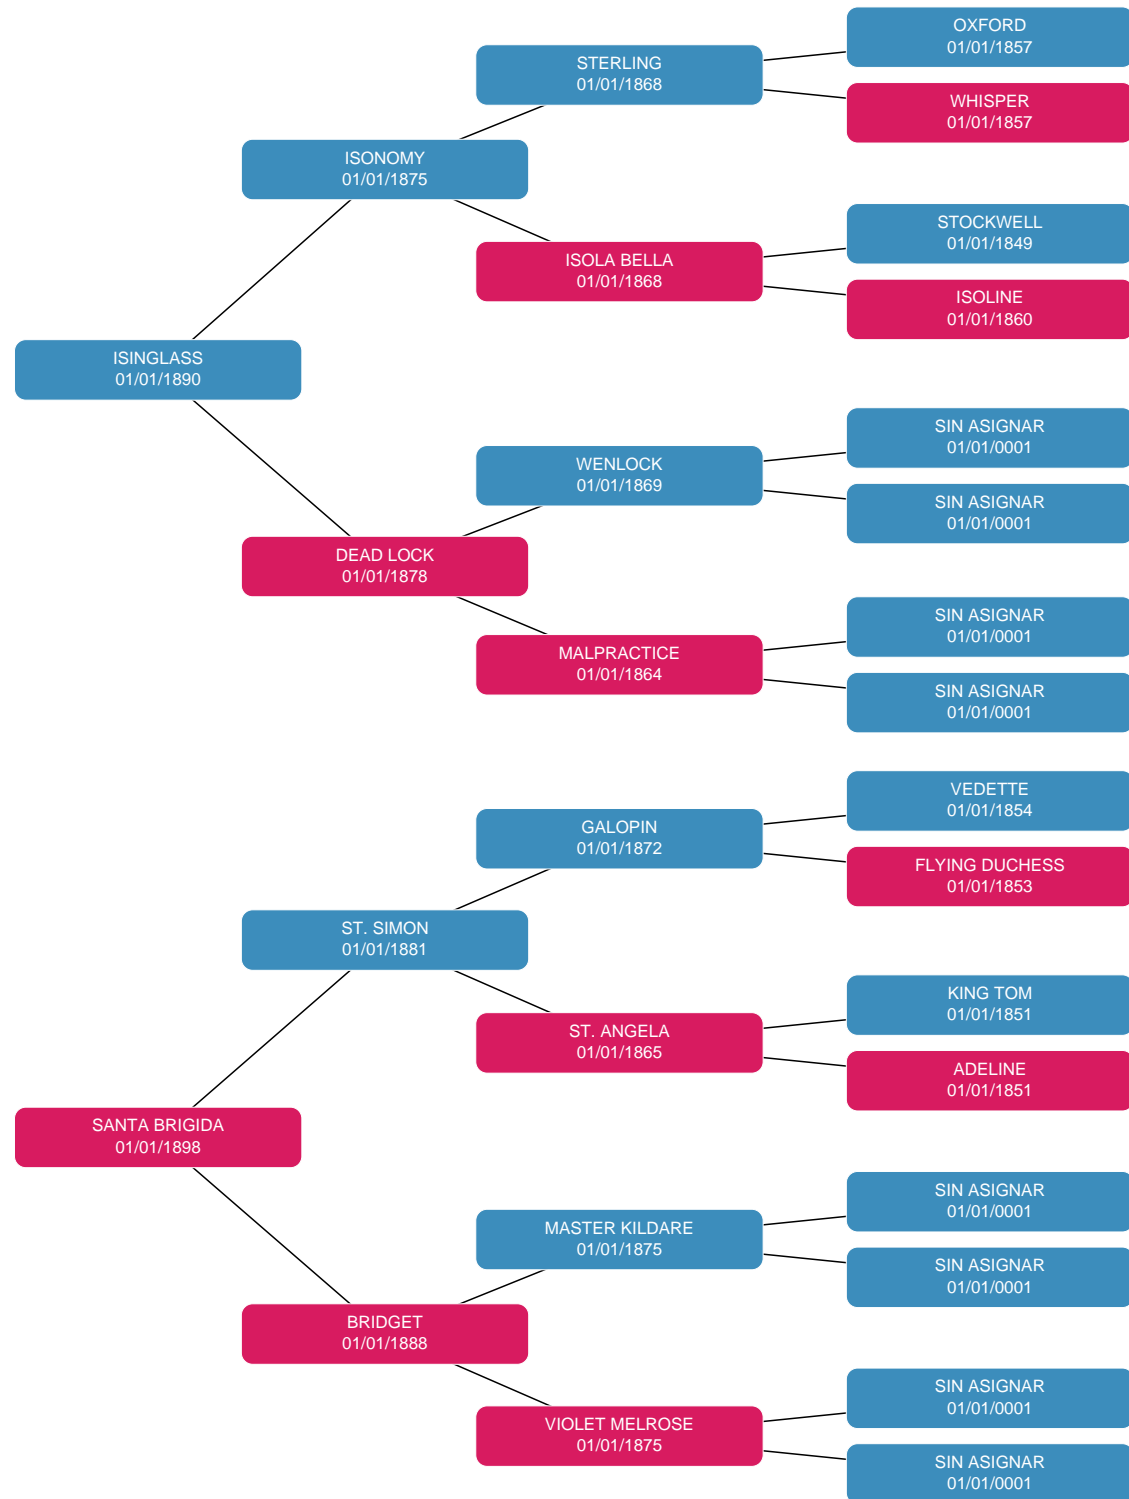 OXFORD
01/01/1857
STERLING
01/01/1868
WHISPER
01/01/1857
ISONOMY
01/01/1875
STOCKWELL
01/01/1849
ISOLA BELLA
01/01/1868
ISOLINE
01/01/1860
ISINGLASS
01/01/1890
SIN ASIGNAR
01/01/0001
WENLOCK
01/01/1869
SIN ASIGNAR
01/01/0001
DEAD LOCK
01/01/1878
SIN ASIGNAR
01/01/0001
MALPRACTICE
01/01/1864
SIN ASIGNAR
01/01/0001
VEDETTE
01/01/1854
GALOPIN
01/01/1872
FLYING DUCHESS
01/01/1853
ST. SIMON
01/01/1881
KING TOM
01/01/1851
ST. ANGELA
01/01/1865
ADELINE
01/01/1851
SANTA BRIGIDA
01/01/1898
SIN ASIGNAR
01/01/0001
MASTER KILDARE
01/01/1875
SIN ASIGNAR
01/01/0001
BRIDGET
01/01/1888
SIN ASIGNAR
01/01/0001
VIOLET MELROSE
01/01/1875
SIN ASIGNAR
01/01/0001